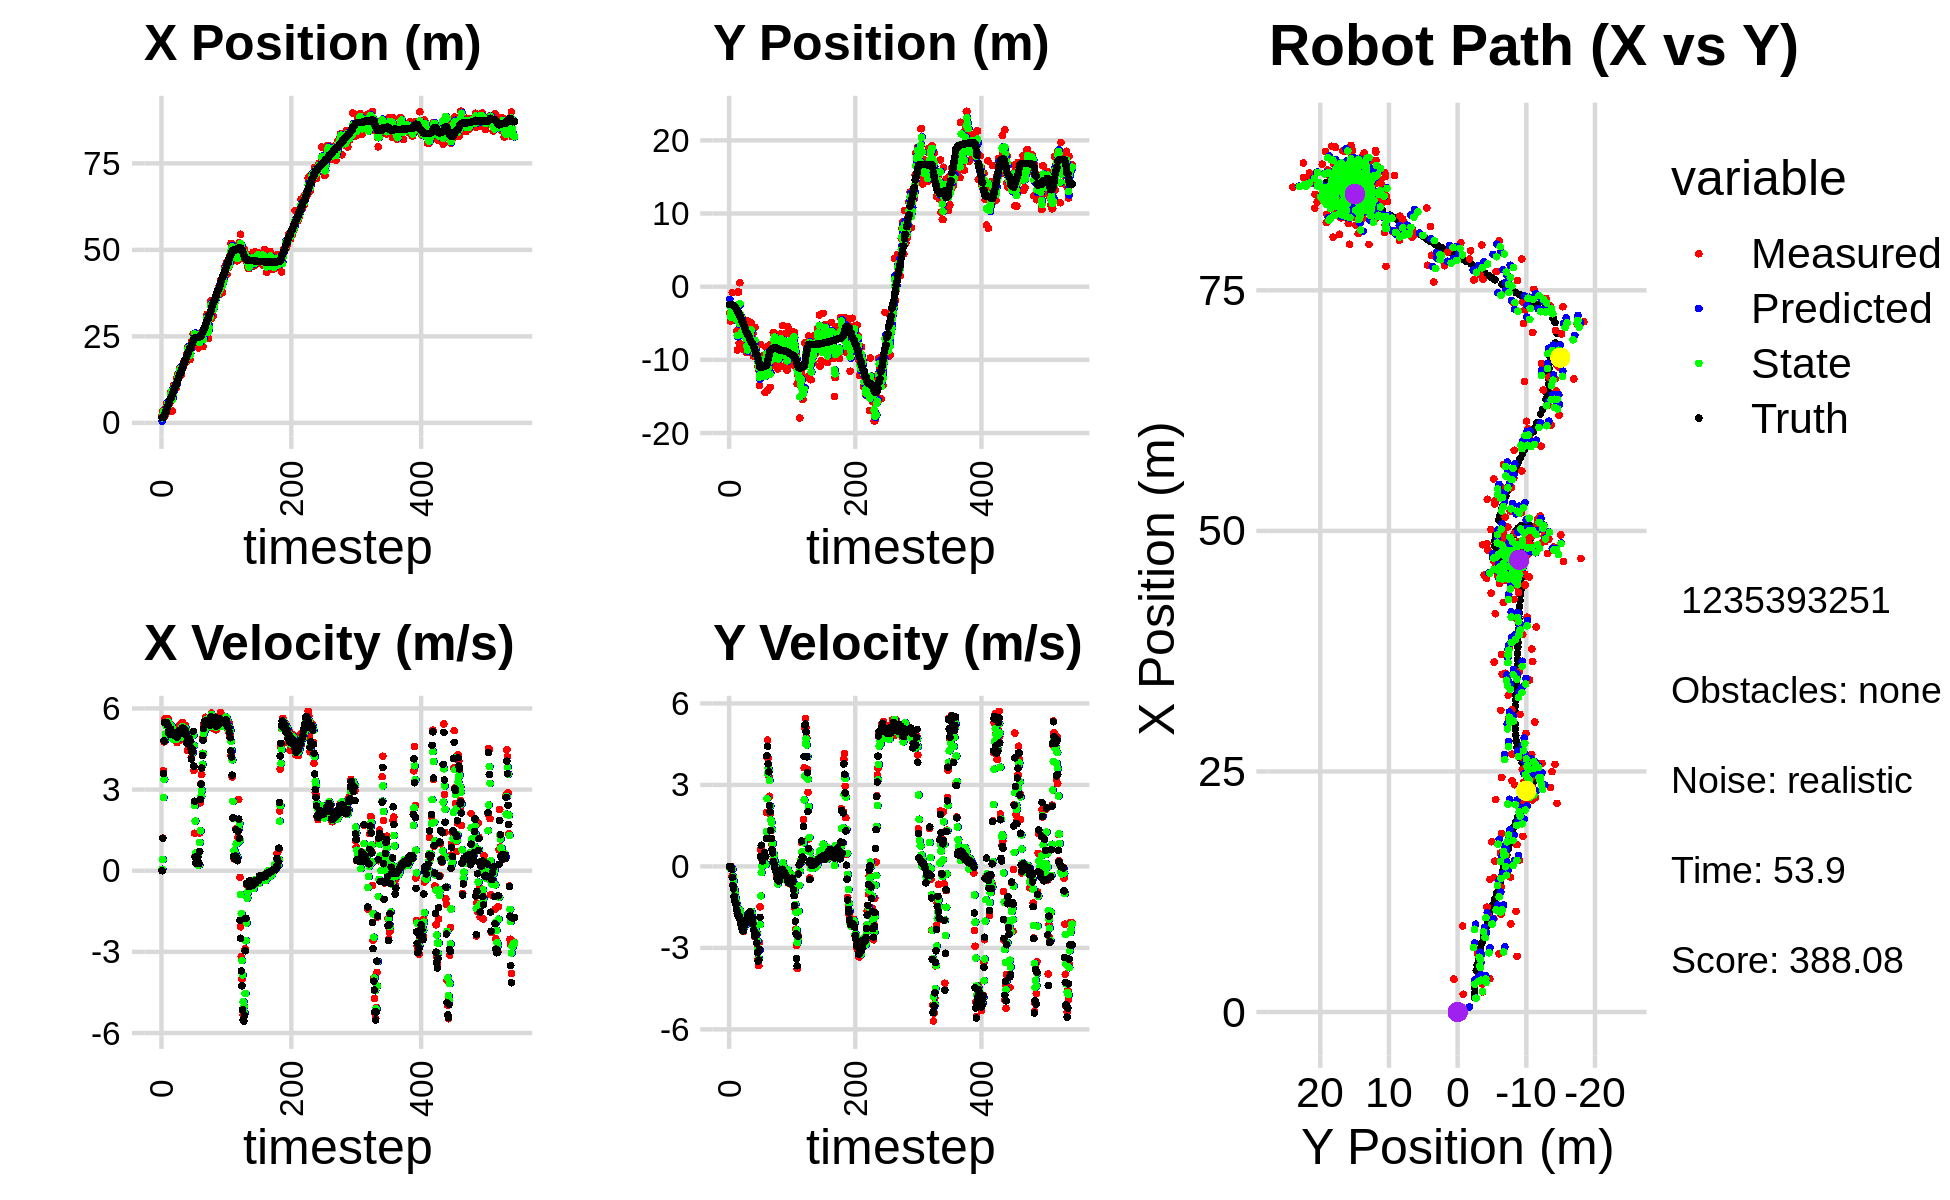 X Position (m)
75
50
25
0
0
200
400
timestep
Y Position (m)
20
10
0
-10
-20
0
200
400
timestep
X Velocity (m/s)
6
3
0
-3
-6
0
200
400
timestep
Y Velocity (m/s)
6
3
0
-3
-6
0
200
400
timestep
Robot Path (X vs Y)
X Position (m)
75
50
25
0
20 10 0 -10 -20
Y Position (m)
variable
Measured
Predicted
State
Truth
1235393251
Obstacles: none
Noise: realistic
Time: 53.9
Score: 388.08